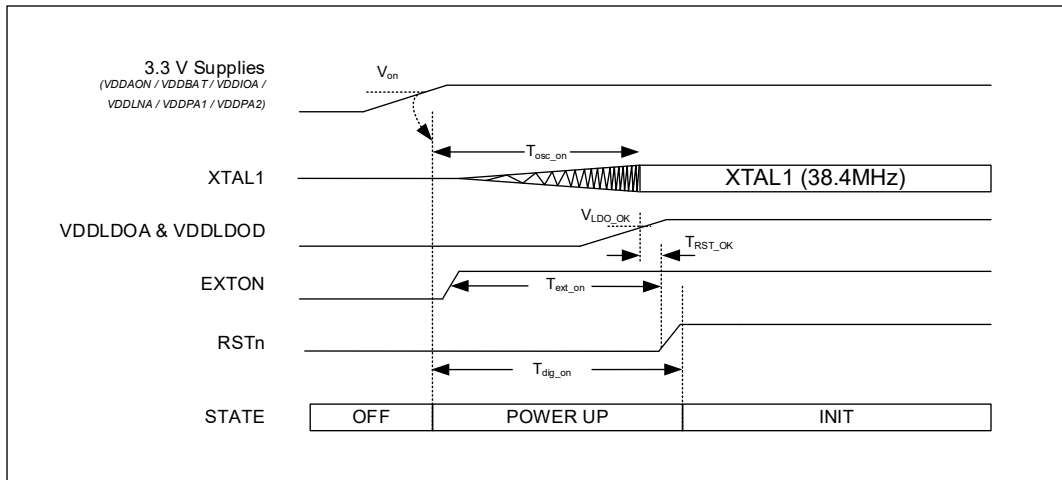 3.3 V Supplies
(VDDAON / VDDBAT / VDDIOA /
VDDLNA / VDDPA1 / VDDPA2)
Von
Tosc_on
XTAL1
XTAL1 (38.4MHz)
VLDO_OK
VDDLDOA & VDDLDOD
TRST_OK
EXTON
Text_on
RSTn
Tdig_on
STATE
OFF
POWER UP
INIT